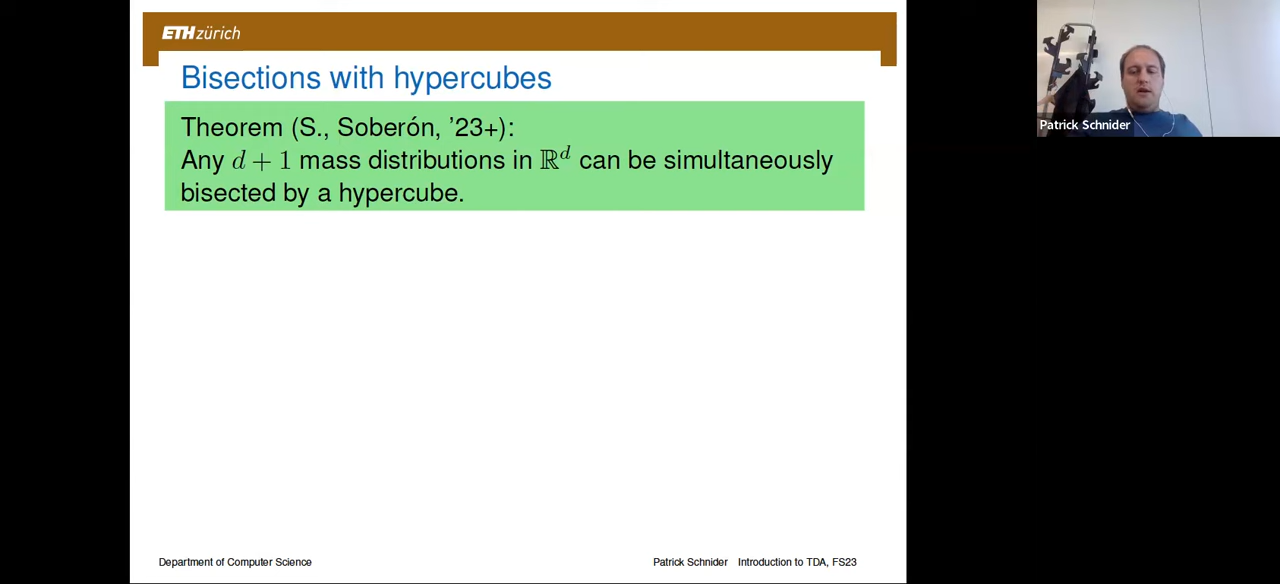 ETH zürich
Bisections with hypercubes
Theorem (S., Soberón, ’23+):
Any d + 1 mass distributions in ℝᵈ can be simultaneously
bisected by a hypercube.
Patrick Schnider
Department of Computer Science
Patrick Schnider Introduction to TDA, FS23